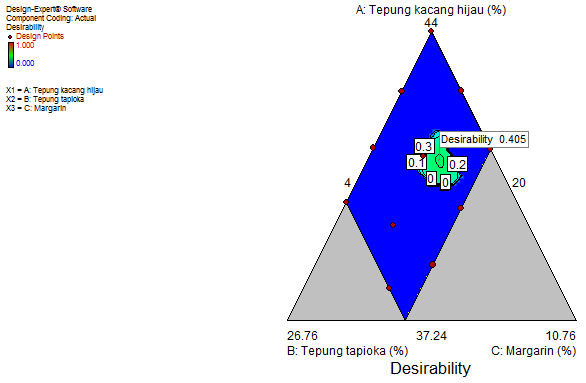 Design-Expert® Software
Component Coding: Actual
Desirability
Design Points
1.000
0.000
X1 = A: Tepung kacang hijau
X2 = B: Tepung tapioka
X3 = C: Margarin
A: Tepung kacang hijau (%)
44
Desirability 0.405
0.3
0.1
0.2
0
0
4
20
26.76
37.24
10.76
B: Tepung tapioka (%)
C: Margarin (%)
Desirability